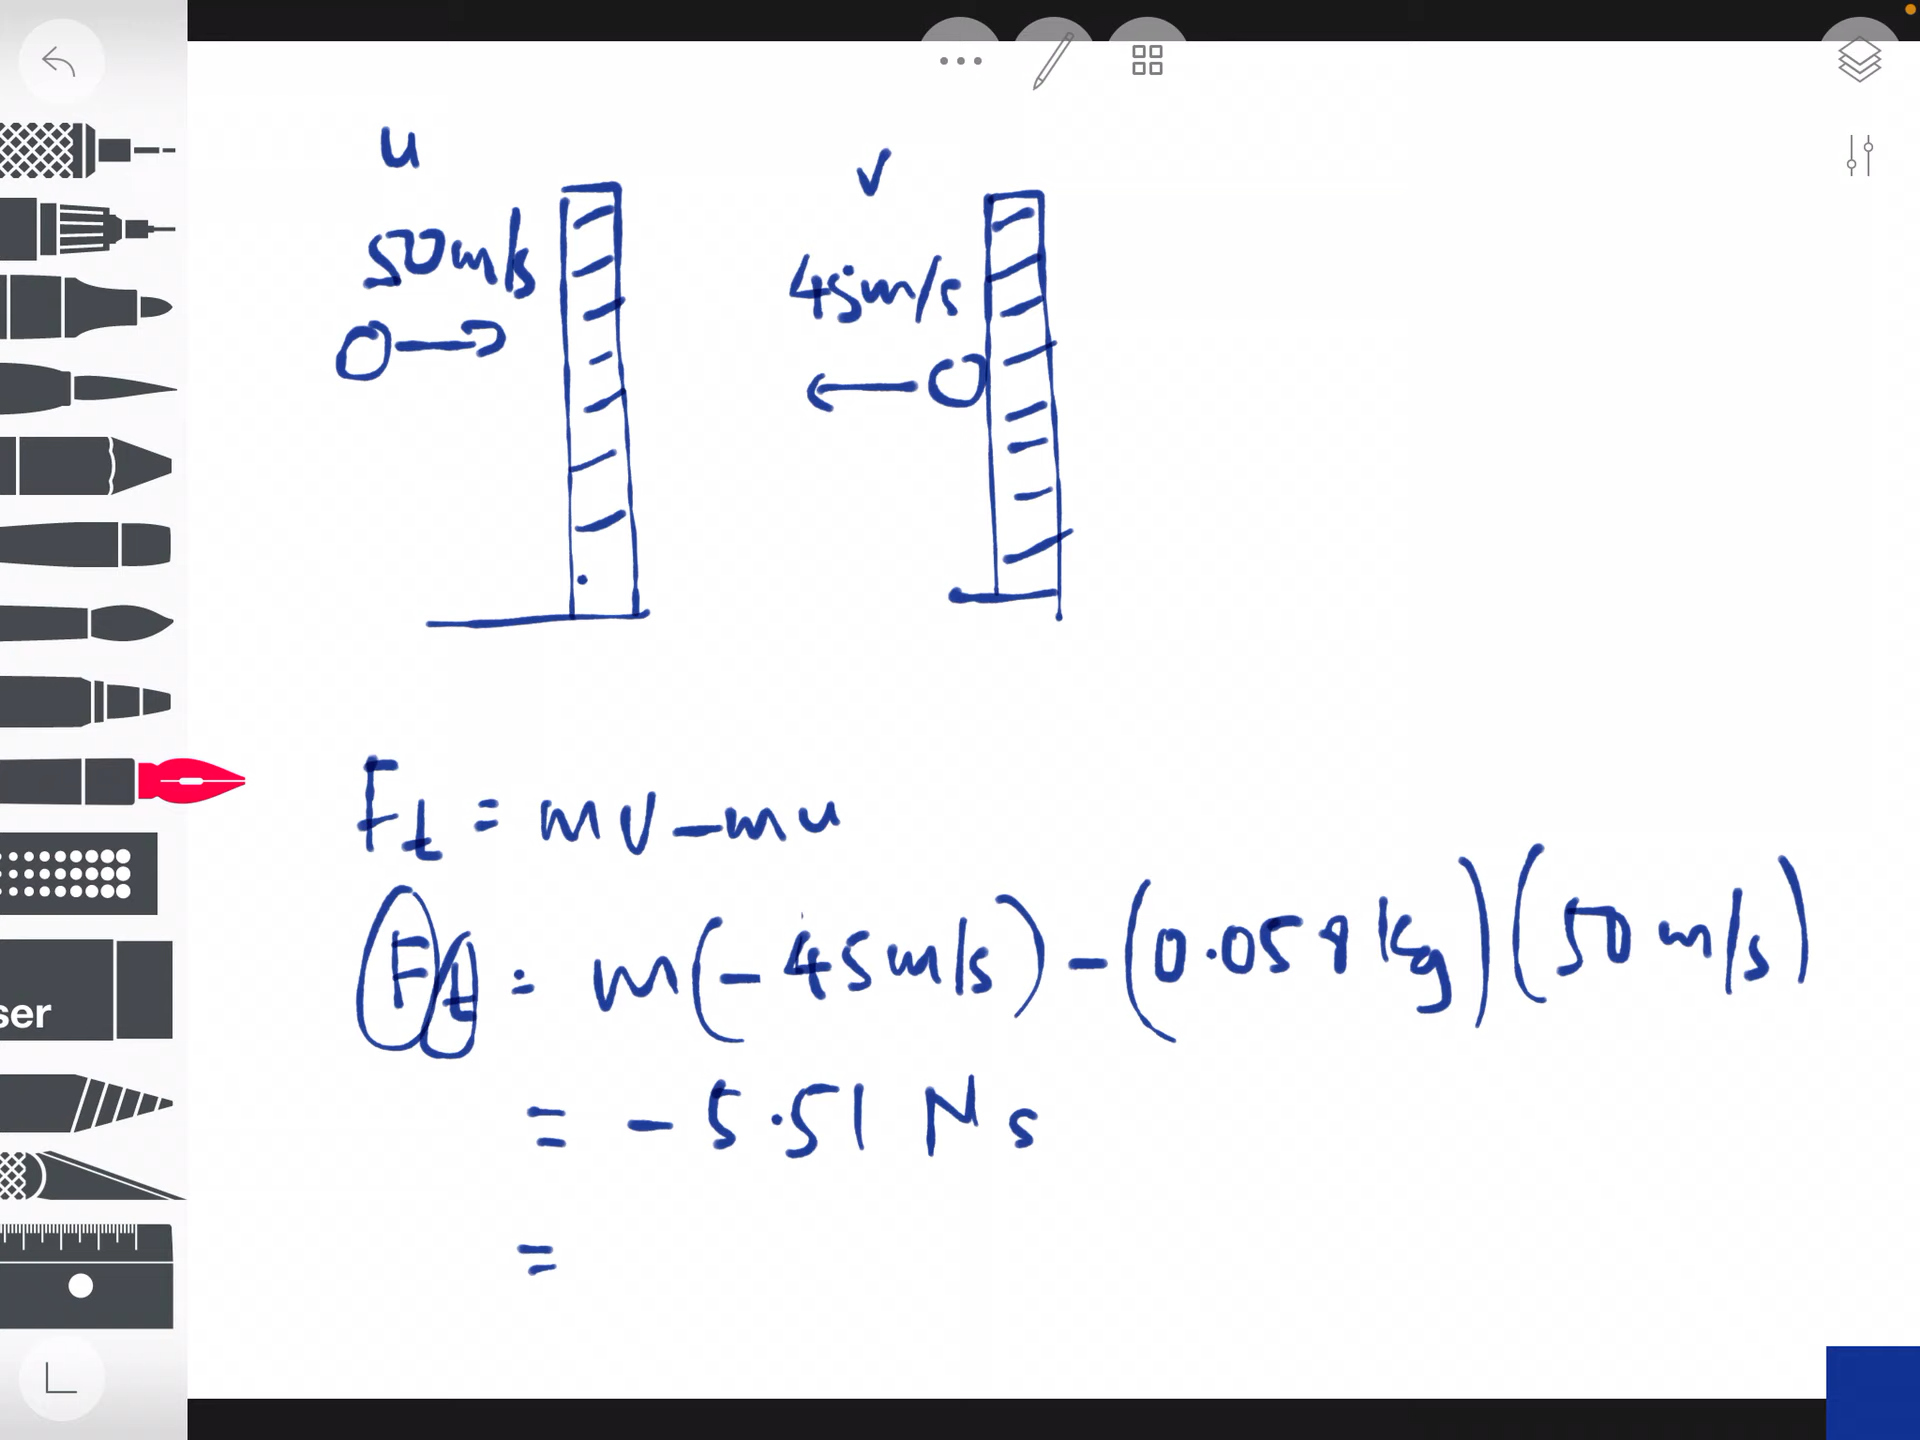 u
v
50m/s
45m/s
Ft = mv-mu
Ft = m(-45m/s) - (0.058kg)(50 m/s)
= -5.51 Ns
=
ser